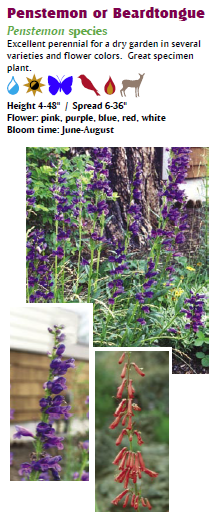 Penstemon or Beardtongue
Penstemon species
Excellent perennial for a dry garden in several
varieties and flower colors.  Great specimen
plant.
Height 4-48"  /  Spread 6-36"
Flower: pink, purple, blue, red, white
Bloom time: June-August